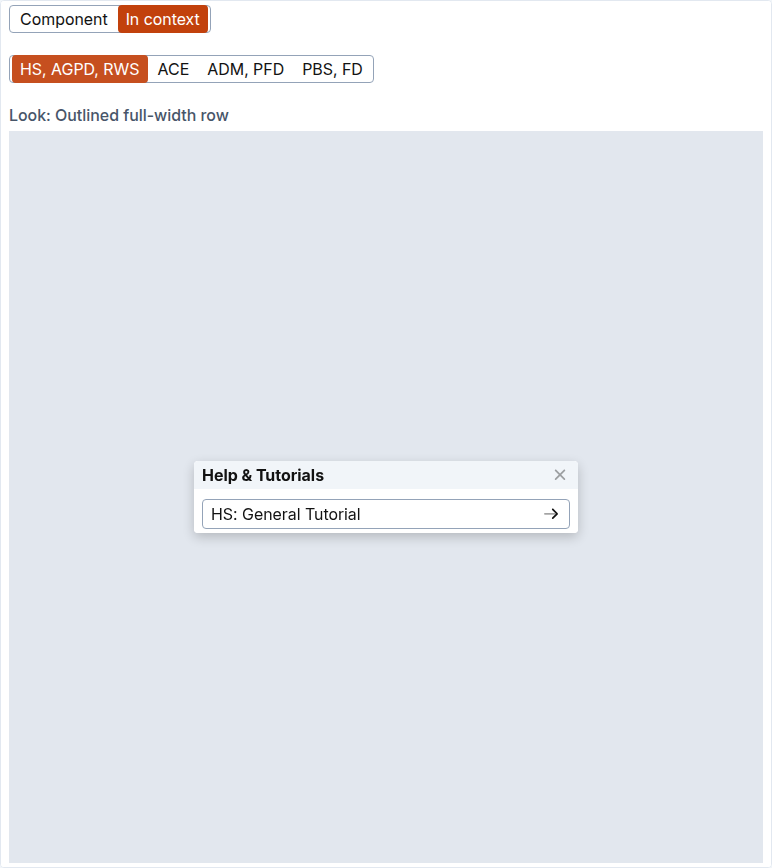 Component In context
HS, AGPD, RWS ACE ADM, PFD PBS, FD
Look: Outlined full-width row
Help & Tutorials
HS: General Tutorial